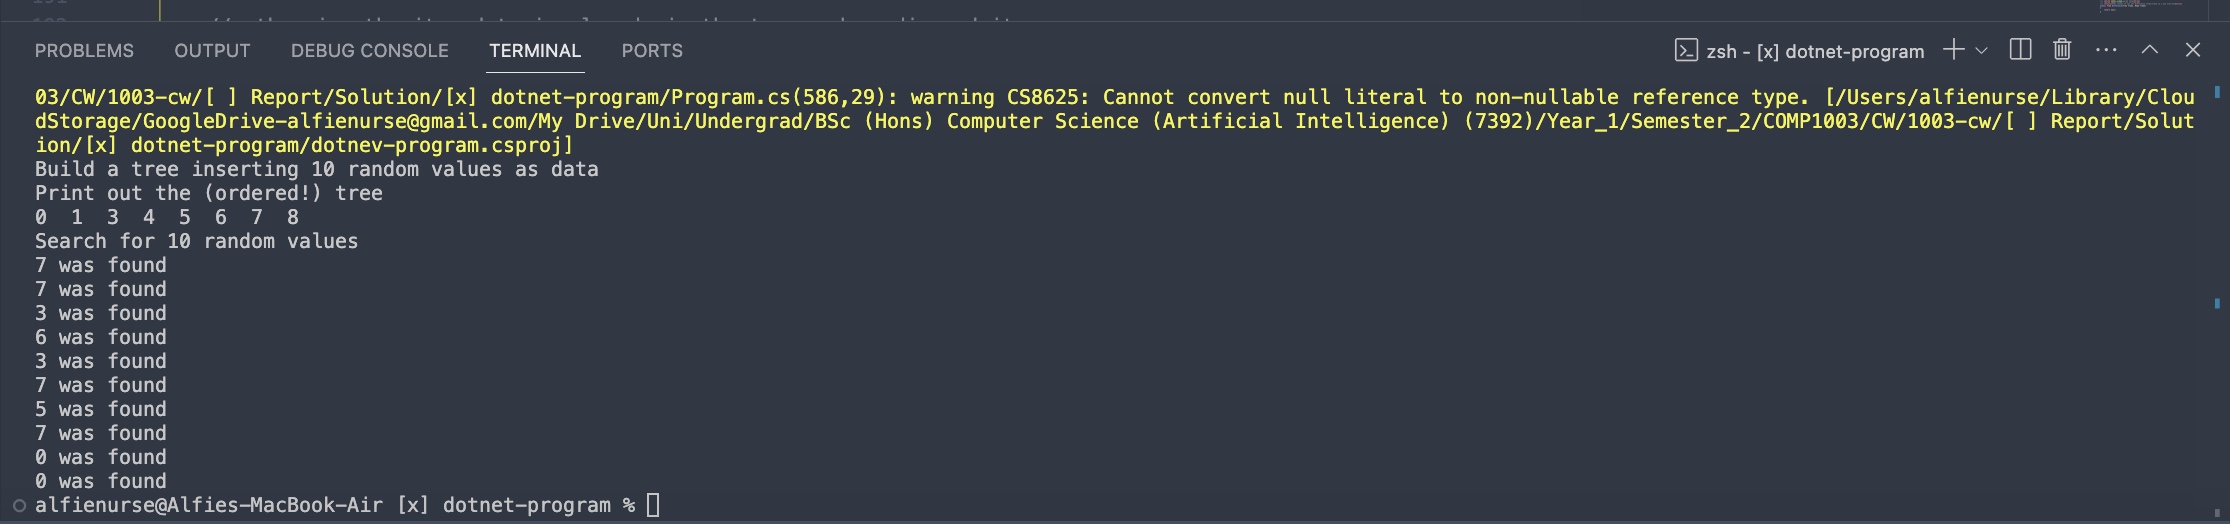 PROBLEMS OUTPUT DEBUG CONSOLE TERMINAL PORTS zsh - [x] dotnet-program
03/CW/1003-cw/[ ] Report/Solution/[x] dotnet-program/Program.cs(586,29): warning CS8625: Cannot convert null literal to non-nullable reference type. [/Users/alfienurse/Library/Clou
dStorage/GoogleDrive-alfienurse@gmail.com/My Drive/Uni/Undergrad/BSc (Hons) Computer Science (Artificial Intelligence) (7392)/Year_1/Semester_2/COMP1003/CW/1003-cw/[ ] Report/Solut
ion/[x] dotnet-program/dotnev-program.csproj]
Build a tree inserting 10 random values as data
Print out the (ordered!) tree
0 1 3 4 5 6 7 8
Search for 10 random values
7 was found
7 was found
3 was found
6 was found
3 was found
7 was found
5 was found
7 was found
0 was found
0 was found
alfienurse@Alfies-MacBook-Air [x] dotnet-program %